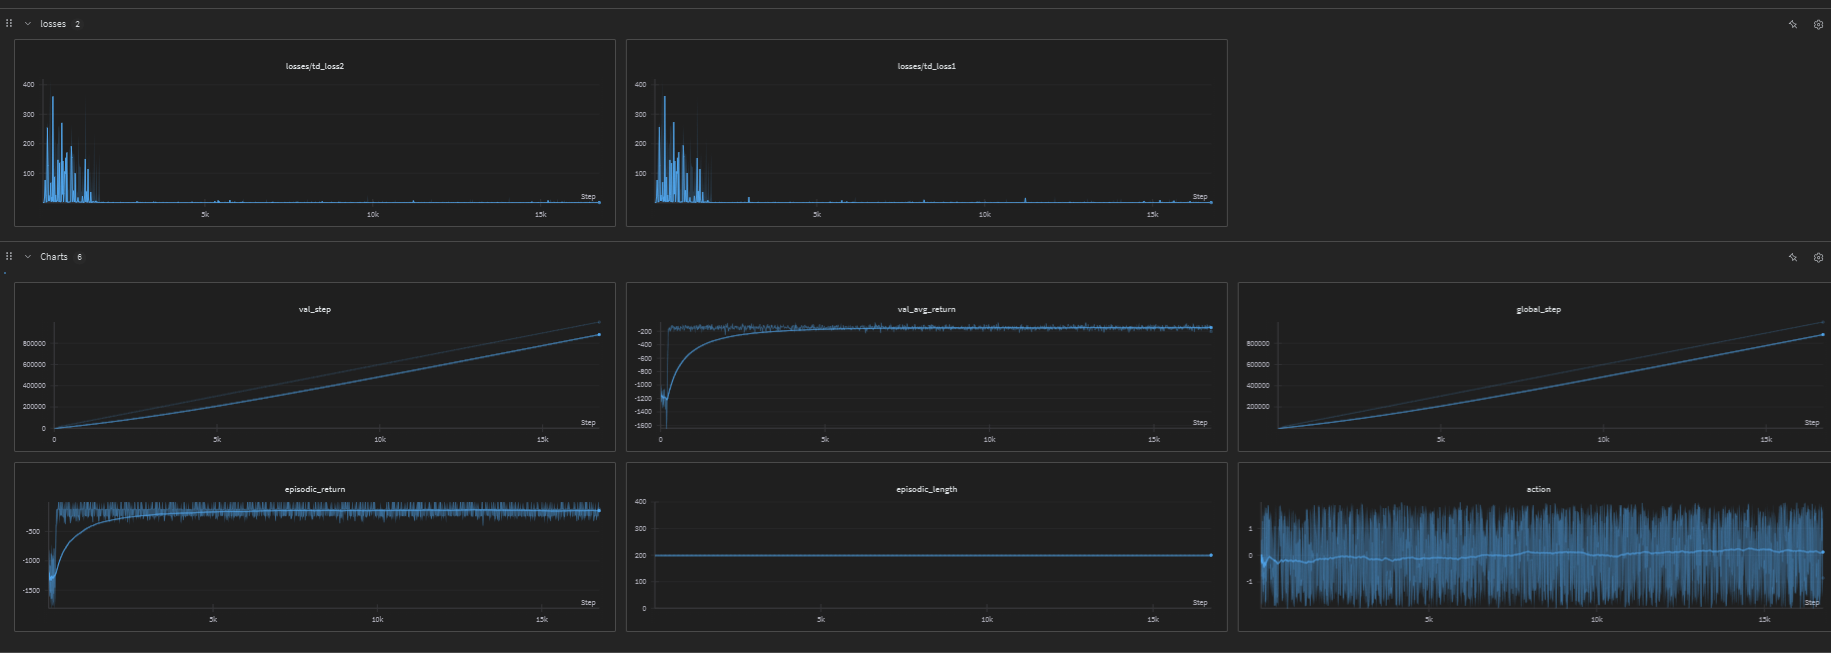 losses 2
losses/td_loss2
400
300
200
100
Step
5k 10k 15k
losses/td_loss1
400
300
200
100
Step
5k 10k 15k
Charts 6
val_step
800000
600000
400000
200000
0
Step
0 5k 10k 15k
val_avg_return
-200
-400
-600
-800
-1000
-1200
-1400
-1600
Step
0 5k 10k 15k
global_step
800000
600000
400000
200000
Step
5k 10k 15k
episodic_return
-500
-1000
-1500
Step
5k 10k 15k
episodic_length
400
300
200
100
0
Step
5k 10k 15k
action
1
0
-1
Step
5k 10k 15k